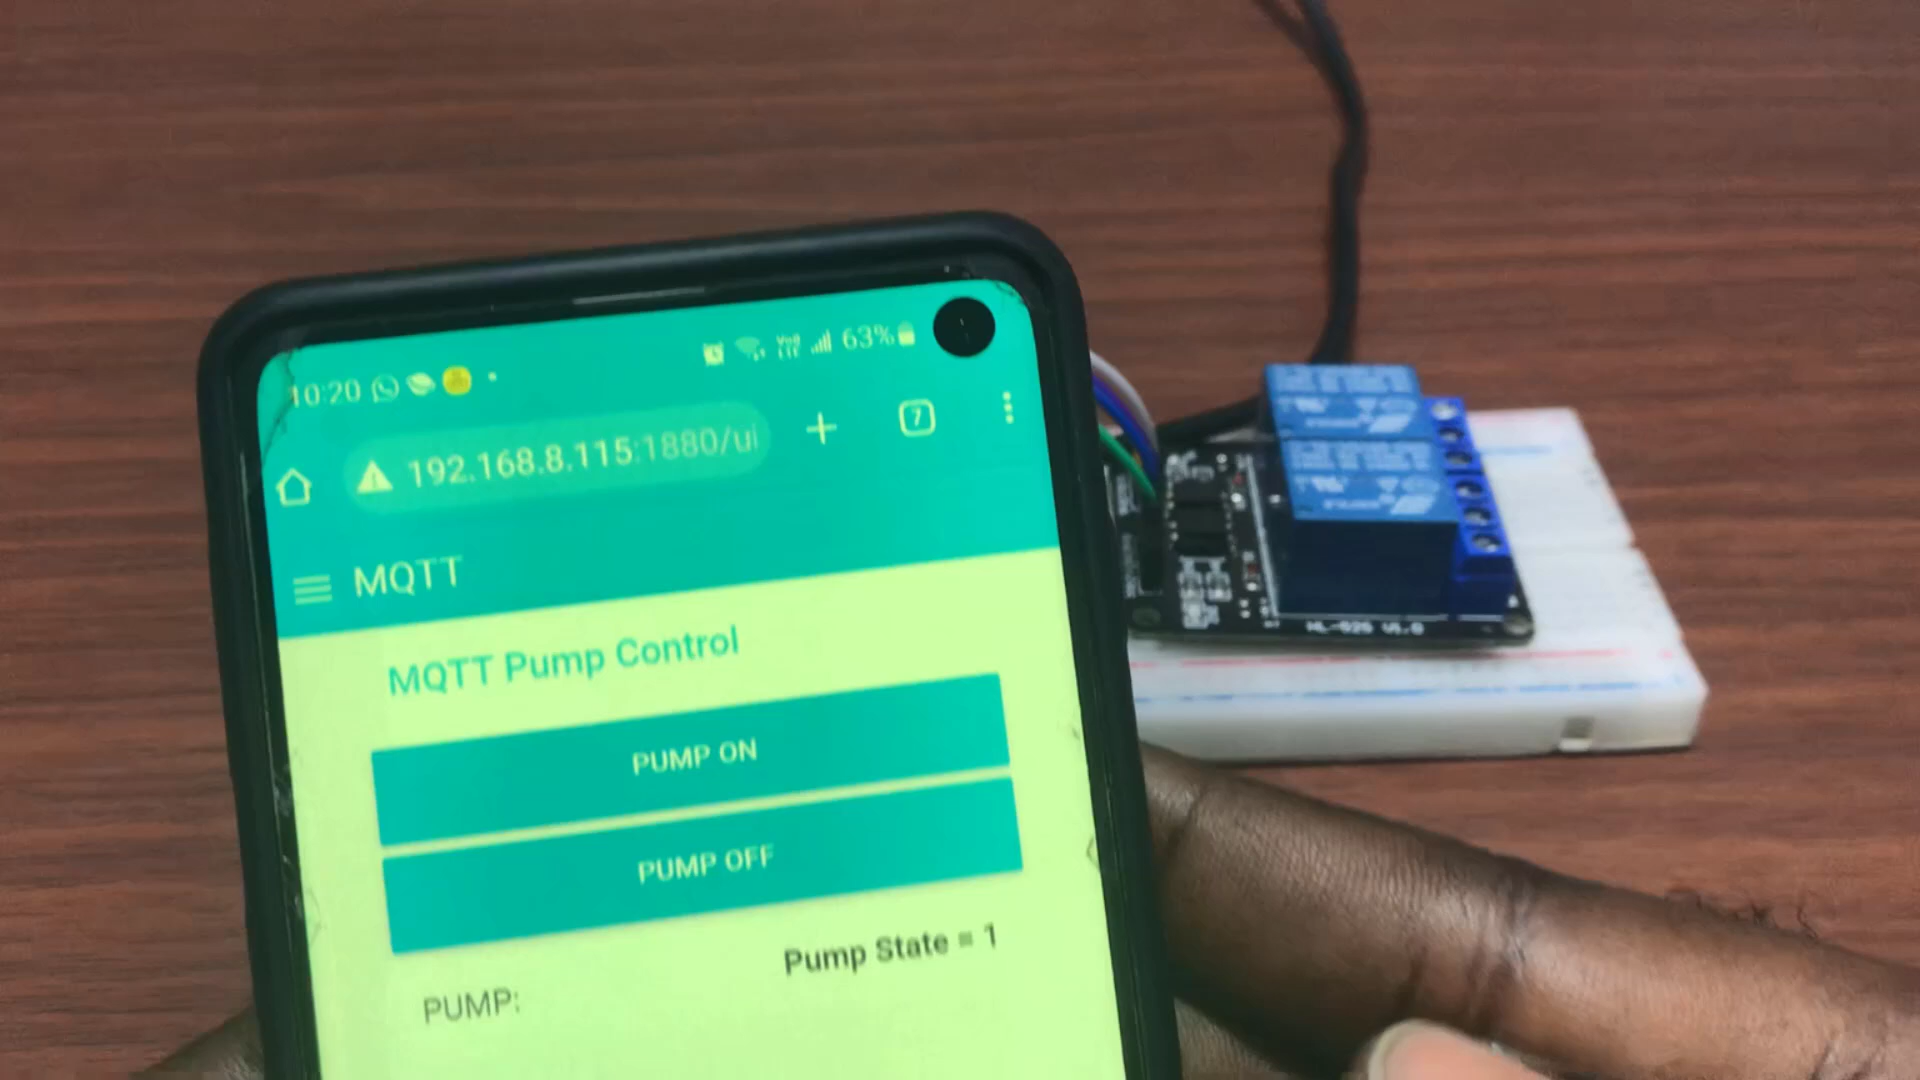 10:20
63%
192.168.8.115:1880/ui
7
MQTT
MQTT Pump Control
PUMP ON
PUMP OFF
Pump State = 1
PUMP: